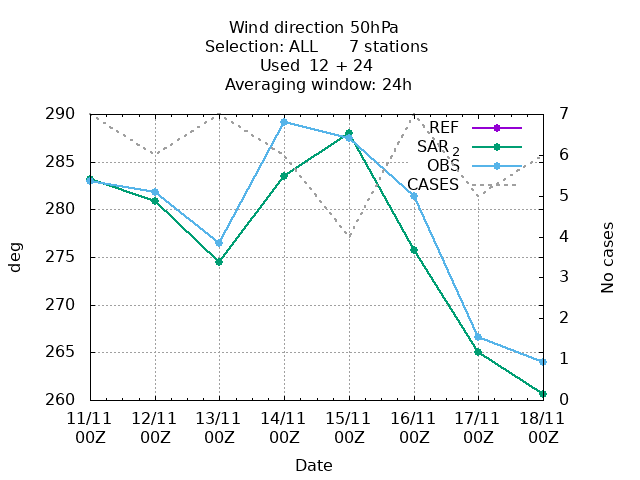 Wind direction 50hPa
Selection: ALL 7 stations
Used 12 + 24
Averaging window: 24h
290 7
REF
SAR 2
285 6
OBS
CASES
280 5
4
deg
275
No cases
3
270
2
265 1
260 0
11/11 12/11 13/11 14/11 15/11 16/11 17/11 18/11
00Z 00Z 00Z 00Z 00Z 00Z 00Z 00Z
Date